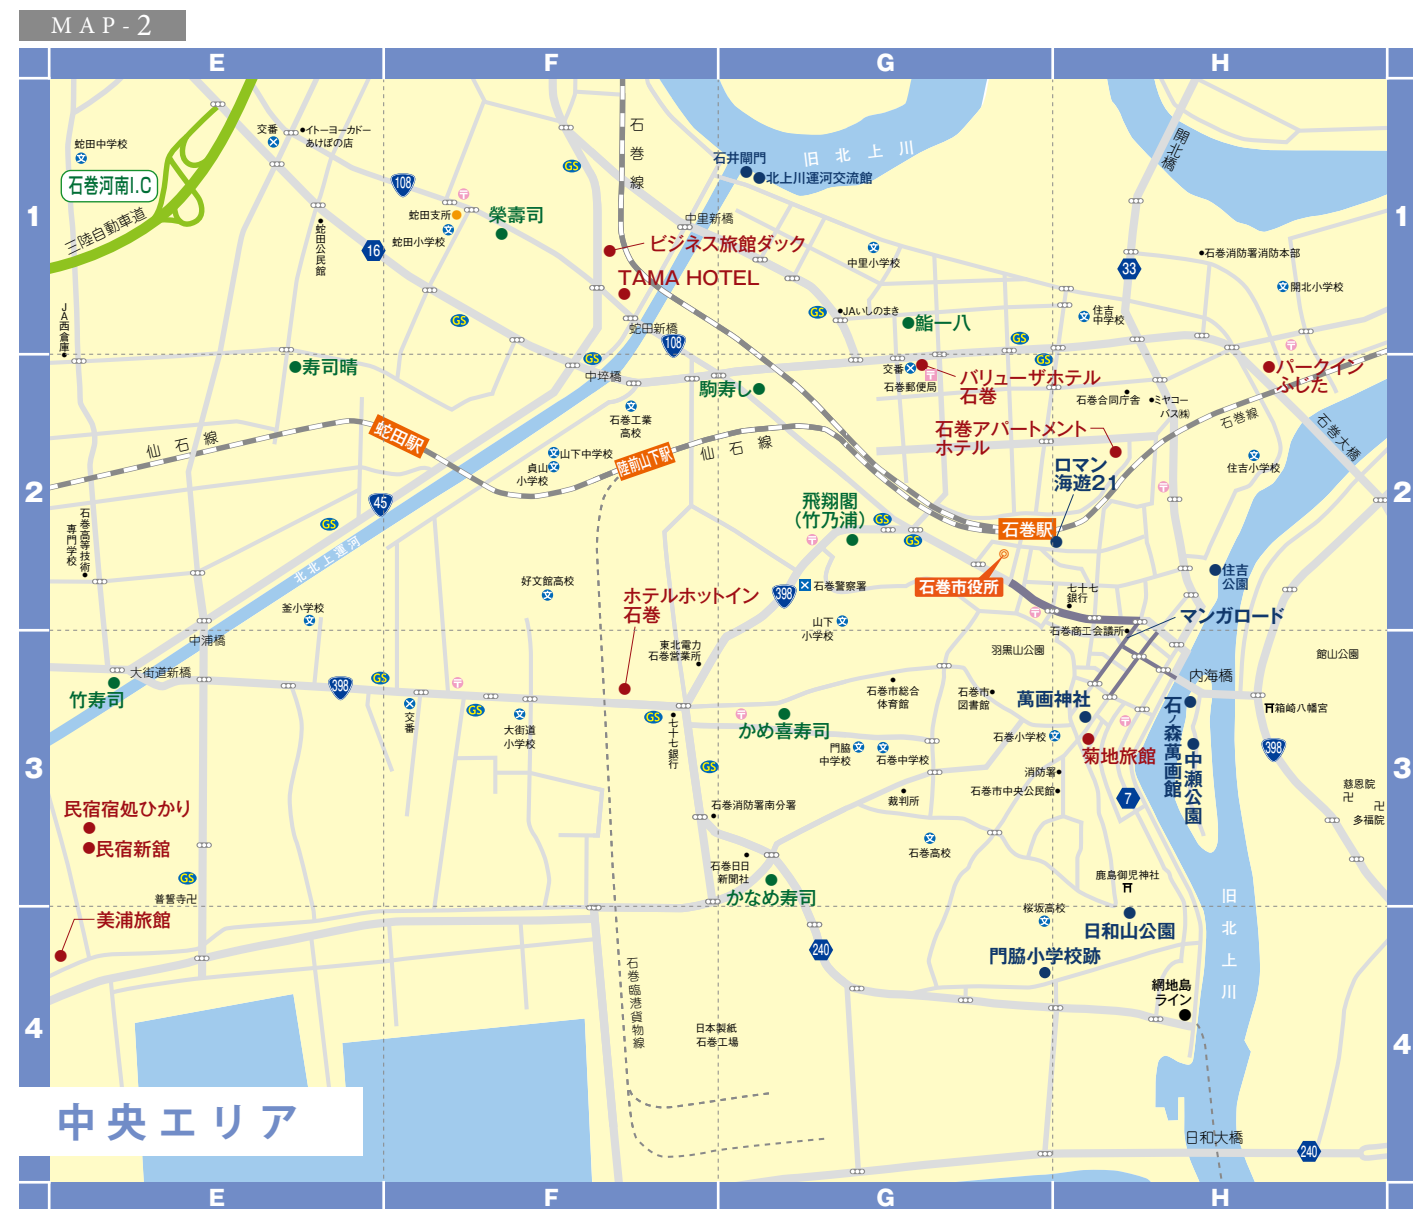 MAP-2
E
F
G
H
1
蛇田中学校
石巻河南I.C
三陸自動車道
交番
イトーヨーカドー
あけぼの店
蛇田公民館
JA西倉庫
16
108
蛇田支所
蛇田小学校
榮壽司
GS
GS
石巻線
ビジネス旅館ダック
TAMA HOTEL
中里新橋
蛇田新橋
108
石井閘門
北上川運河交流館
旧北上川
中里小学校
GS
JAいしのまき
鮨一八
GS
開北橋
33
石巻消防署消防本部
開北小学校
住吉
中学校
1
2
寿司晴
仙石線
蛇田駅
45
GS
石巻高等技術
専門学校
北北上運河
釜小学校
GS
中埣橋
石巻工業
高校
山下中学校
貞山
小学校
陸前山下駅
仙石線
好文館高校
ホテルホットイン
石巻
駒寿し
交番
石巻郵便局
GS
バリューザホテル
石巻
石巻アパートメント
ホテル
飛翔閣
(竹乃浦)
GS
GS
石巻駅
石巻市役所
398
石巻警察署
山下
小学校
ロマン
海遊21
石巻合同庁舎
ミヤコー
バス㈱
パークイン
ふじた
石巻線
石巻大橋
住吉小学校
住吉
公園
七十七
銀行
石巻商工会議所
マンガロード
2
3
中浦橋
大街道新橋
竹寿司
398
GS
交番
GS
大街道
小学校
東北電力
石巻営業所
GS
七十七銀行
GS
かめ喜寿司
石巻市総合
体育館
石巻市
図書館
羽黒山公園
門脇
中学校
石巻中学校
石巻小学校
消防署
石巻市中央公民館
裁判所
石巻高校
石巻消防署南分署
石巻日日
新聞社
かなめ寿司
萬画神社
菊地旅館
7
石ノ森萬画館
中瀬公園
内海橋
館山公園
箱崎八幡宮
398
慈恩院
卍
卍
多福院
鹿島御児神社
民宿宿処ひかり
民宿新舘
GS
普誓寺卍
3
4
美浦旅館
石巻臨港貨物線
日本製紙
石巻工場
240
桜坂高校
日和山公園
門脇小学校跡
網地島
ライン
旧北上川
日和大橋
240
4
中央エリア
E
F
G
H